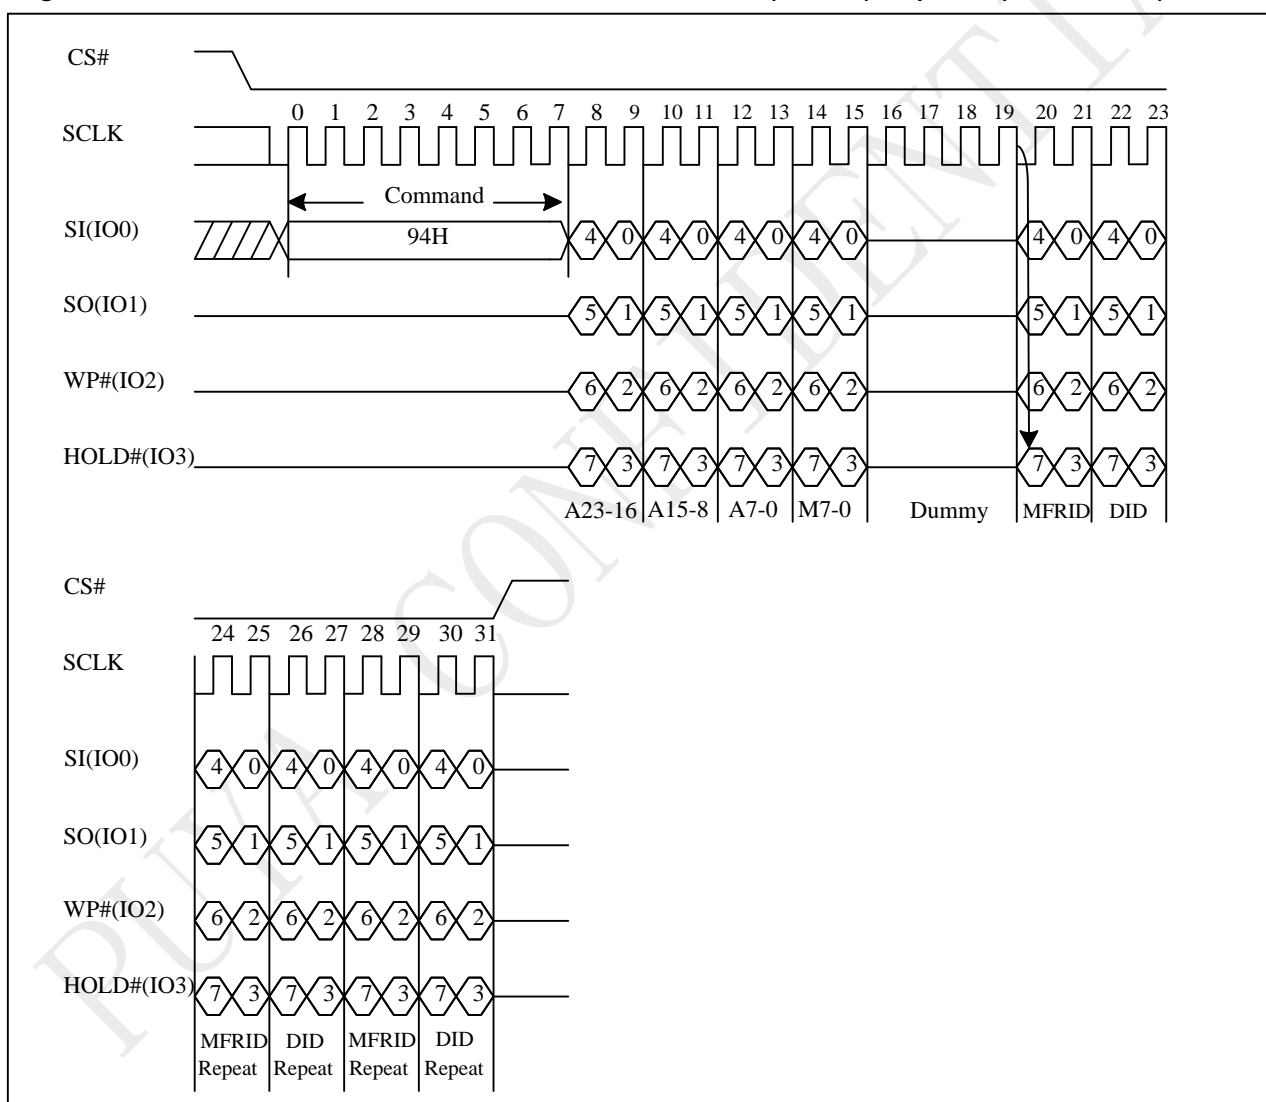 CS#
0 1 2 3 4 5 6 7 8 9 10 11 12 13 14 15 16 17 18 19 20 21 22 23
SCLK
Command
SI(IO0) 94H 4 0 4 0 4 0 4 0 4 0 4 0
SO(IO1) 5 1 5 1 5 1 5 1 5 1 5 1
WP#(IO2) 6 2 6 2 6 2 6 2 6 2 6 2
HOLD#(IO3) 7 3 7 3 7 3 7 3 7 3 7 3
A23-16 A15-8 A7-0 M7-0 Dummy MFRID DID
CS#
24 25 26 27 28 29 30 31
SCLK
SI(IO0) 4 0 4 0 4 0 4 0
SO(IO1) 5 1 5 1 5 1 5 1
WP#(IO2) 6 2 6 2 6 2 6 2
HOLD#(IO3) 7 3 7 3 7 3 7 3
MFRID DID MFRID DID
Repeat Repeat Repeat Repeat
PUYA CONFIDENTIA